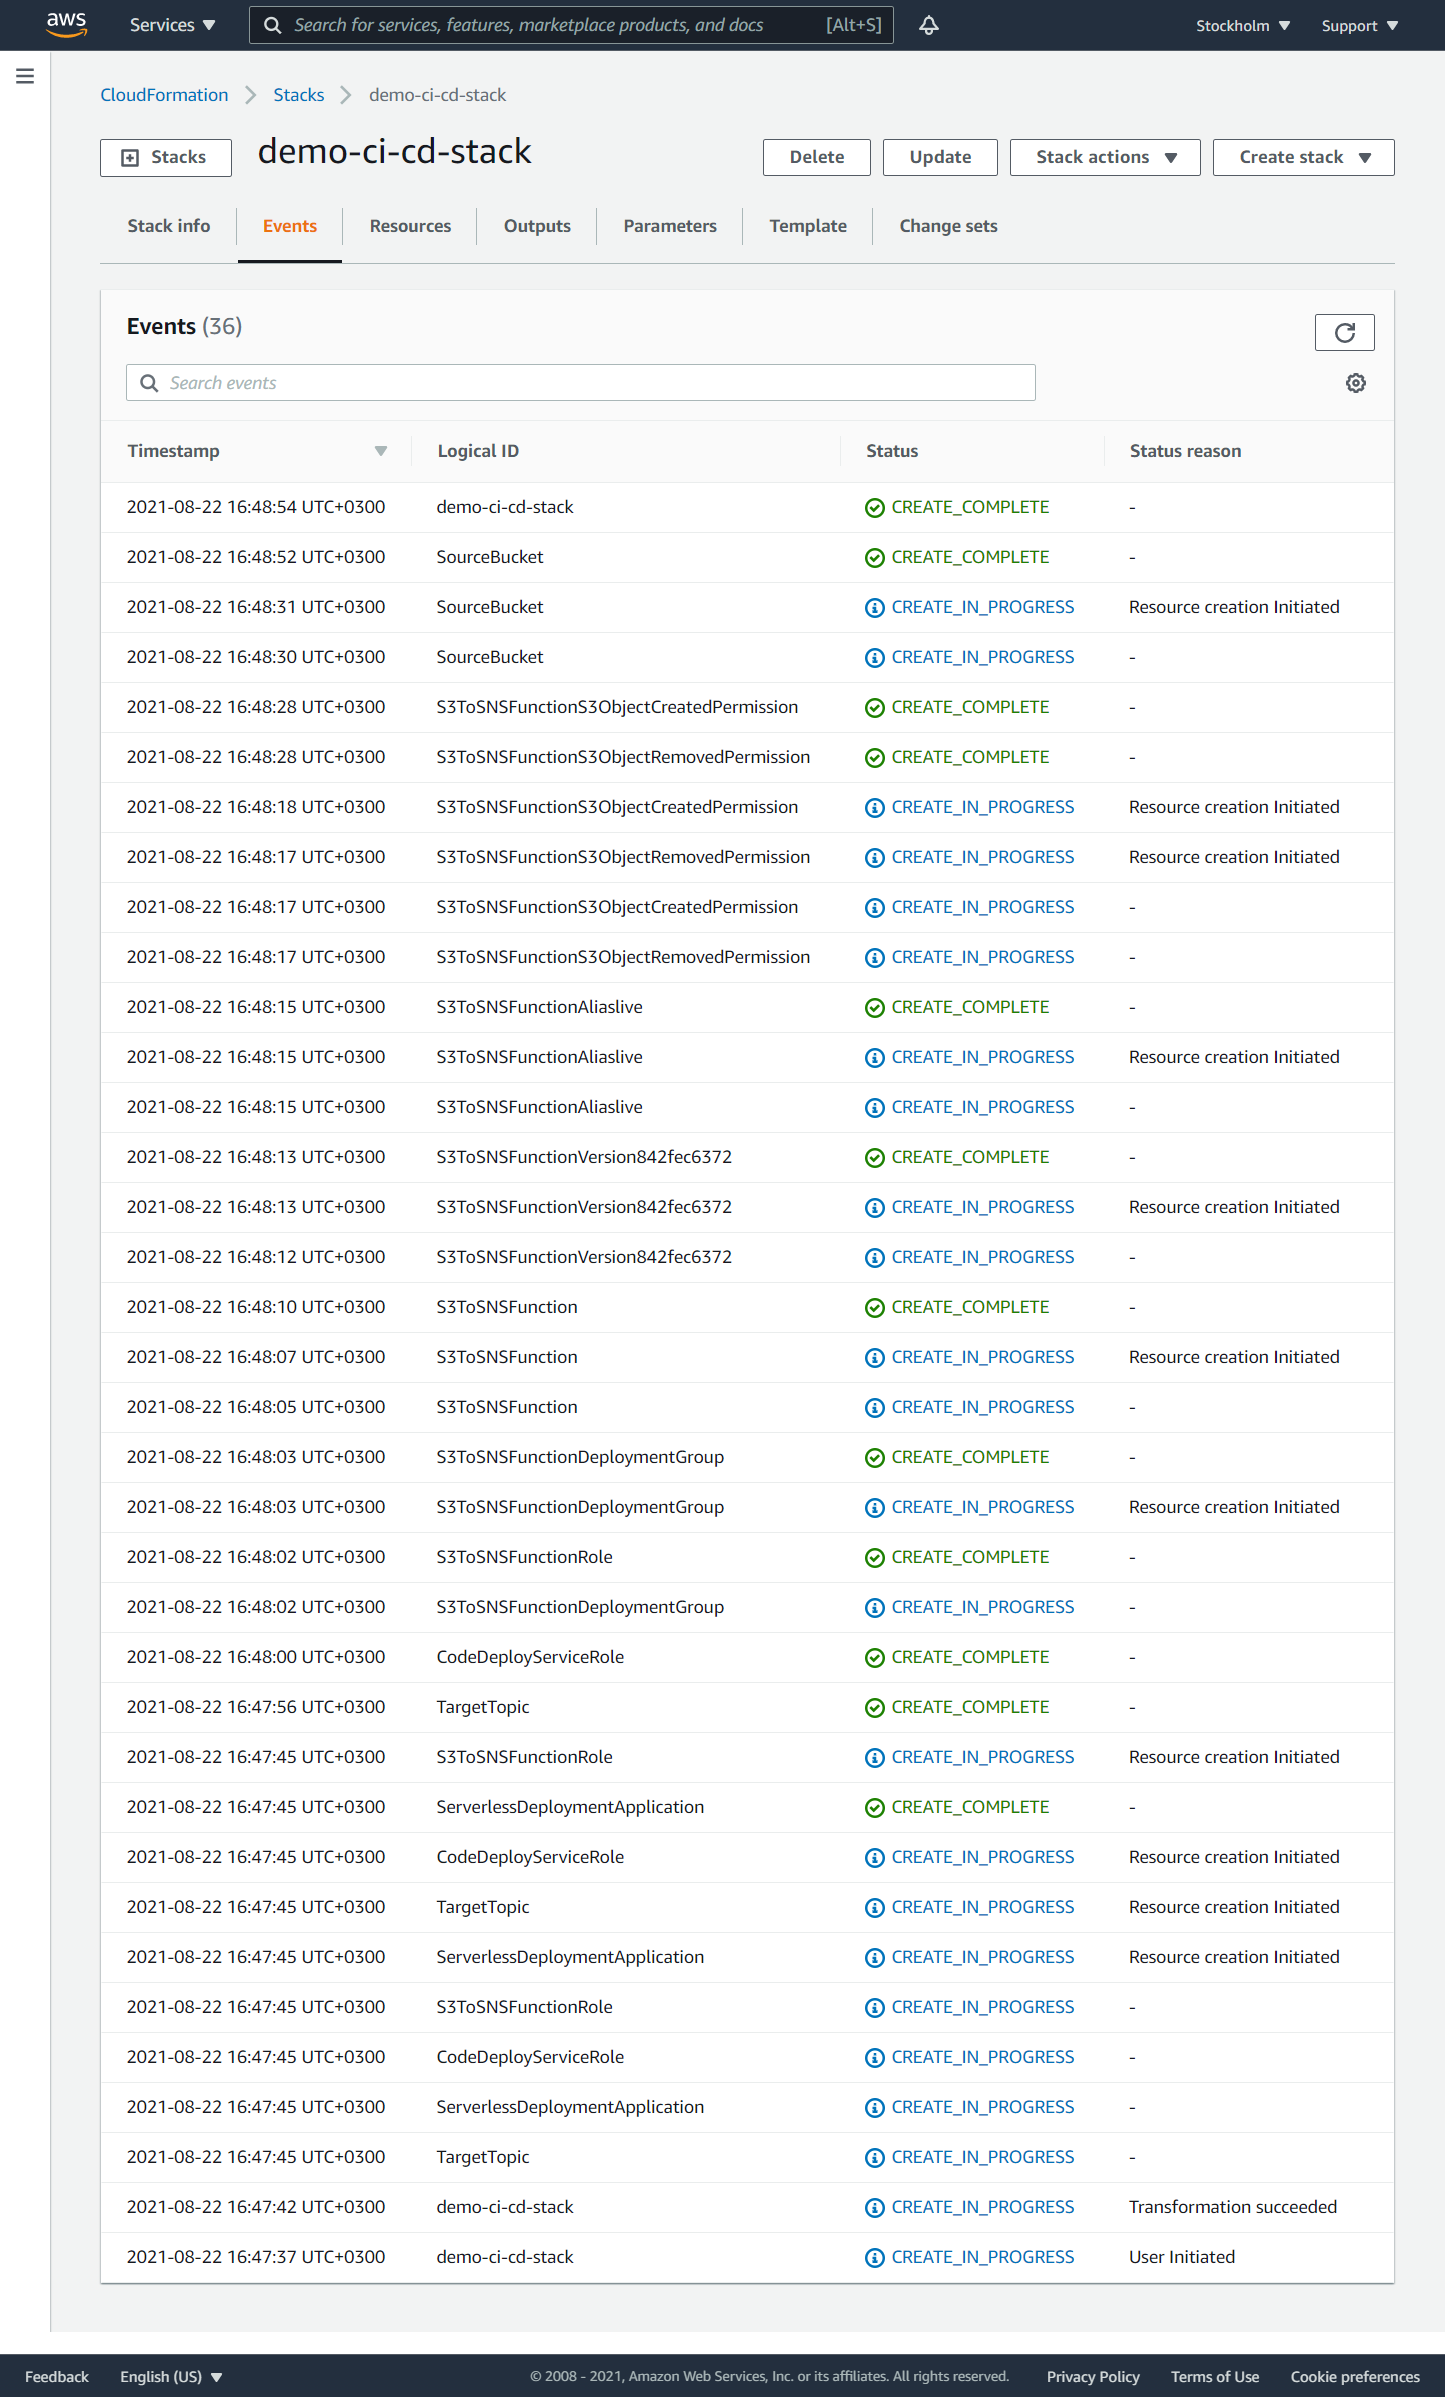 aws Services Search for services, features, marketplace products, and docs [Alt+S] Stockholm Support
CloudFormation Stacks demo-ci-cd-stack
Stacks demo-ci-cd-stack Delete Update Stack actions Create stack
Stack info Events Resources Outputs Parameters Template Change sets
Events (36)
Search events
Timestamp Logical ID Status Status reason
2021-08-22 16:48:54 UTC+0300 demo-ci-cd-stack CREATE_COMPLETE -
2021-08-22 16:48:52 UTC+0300 SourceBucket CREATE_COMPLETE -
2021-08-22 16:48:31 UTC+0300 SourceBucket CREATE_IN_PROGRESS Resource creation Initiated
2021-08-22 16:48:30 UTC+0300 SourceBucket CREATE_IN_PROGRESS -
2021-08-22 16:48:28 UTC+0300 S3ToSNSFunctionS3ObjectCreatedPermission CREATE_COMPLETE -
2021-08-22 16:48:28 UTC+0300 S3ToSNSFunctionS3ObjectRemovedPermission CREATE_COMPLETE -
2021-08-22 16:48:18 UTC+0300 S3ToSNSFunctionS3ObjectCreatedPermission CREATE_IN_PROGRESS Resource creation Initiated
2021-08-22 16:48:17 UTC+0300 S3ToSNSFunctionS3ObjectRemovedPermission CREATE_IN_PROGRESS Resource creation Initiated
2021-08-22 16:48:17 UTC+0300 S3ToSNSFunctionS3ObjectCreatedPermission CREATE_IN_PROGRESS -
2021-08-22 16:48:17 UTC+0300 S3ToSNSFunctionS3ObjectRemovedPermission CREATE_IN_PROGRESS -
2021-08-22 16:48:15 UTC+0300 S3ToSNSFunctionAliaslive CREATE_COMPLETE -
2021-08-22 16:48:15 UTC+0300 S3ToSNSFunctionAliaslive CREATE_IN_PROGRESS Resource creation Initiated
2021-08-22 16:48:15 UTC+0300 S3ToSNSFunctionAliaslive CREATE_IN_PROGRESS -
2021-08-22 16:48:13 UTC+0300 S3ToSNSFunctionVersion842fec6372 CREATE_COMPLETE -
2021-08-22 16:48:13 UTC+0300 S3ToSNSFunctionVersion842fec6372 CREATE_IN_PROGRESS Resource creation Initiated
2021-08-22 16:48:12 UTC+0300 S3ToSNSFunctionVersion842fec6372 CREATE_IN_PROGRESS -
2021-08-22 16:48:10 UTC+0300 S3ToSNSFunction CREATE_COMPLETE -
2021-08-22 16:48:07 UTC+0300 S3ToSNSFunction CREATE_IN_PROGRESS Resource creation Initiated
2021-08-22 16:48:05 UTC+0300 S3ToSNSFunction CREATE_IN_PROGRESS -
2021-08-22 16:48:03 UTC+0300 S3ToSNSFunctionDeploymentGroup CREATE_COMPLETE -
2021-08-22 16:48:03 UTC+0300 S3ToSNSFunctionDeploymentGroup CREATE_IN_PROGRESS Resource creation Initiated
2021-08-22 16:48:02 UTC+0300 S3ToSNSFunctionRole CREATE_COMPLETE -
2021-08-22 16:48:02 UTC+0300 S3ToSNSFunctionDeploymentGroup CREATE_IN_PROGRESS -
2021-08-22 16:48:00 UTC+0300 CodeDeployServiceRole CREATE_COMPLETE -
2021-08-22 16:47:56 UTC+0300 TargetTopic CREATE_COMPLETE -
2021-08-22 16:47:45 UTC+0300 S3ToSNSFunctionRole CREATE_IN_PROGRESS Resource creation Initiated
2021-08-22 16:47:45 UTC+0300 ServerlessDeploymentApplication CREATE_COMPLETE -
2021-08-22 16:47:45 UTC+0300 CodeDeployServiceRole CREATE_IN_PROGRESS Resource creation Initiated
2021-08-22 16:47:45 UTC+0300 TargetTopic CREATE_IN_PROGRESS Resource creation Initiated
2021-08-22 16:47:45 UTC+0300 ServerlessDeploymentApplication CREATE_IN_PROGRESS Resource creation Initiated
2021-08-22 16:47:45 UTC+0300 S3ToSNSFunctionRole CREATE_IN_PROGRESS -
2021-08-22 16:47:45 UTC+0300 CodeDeployServiceRole CREATE_IN_PROGRESS -
2021-08-22 16:47:45 UTC+0300 ServerlessDeploymentApplication CREATE_IN_PROGRESS -
2021-08-22 16:47:45 UTC+0300 TargetTopic CREATE_IN_PROGRESS -
2021-08-22 16:47:42 UTC+0300 demo-ci-cd-stack CREATE_IN_PROGRESS Transformation succeeded
2021-08-22 16:47:37 UTC+0300 demo-ci-cd-stack CREATE_IN_PROGRESS User Initiated
Feedback English (US) © 2008 - 2021, Amazon Web Services, Inc. or its affiliates. All rights reserved. Privacy Policy Terms of Use Cookie preferences